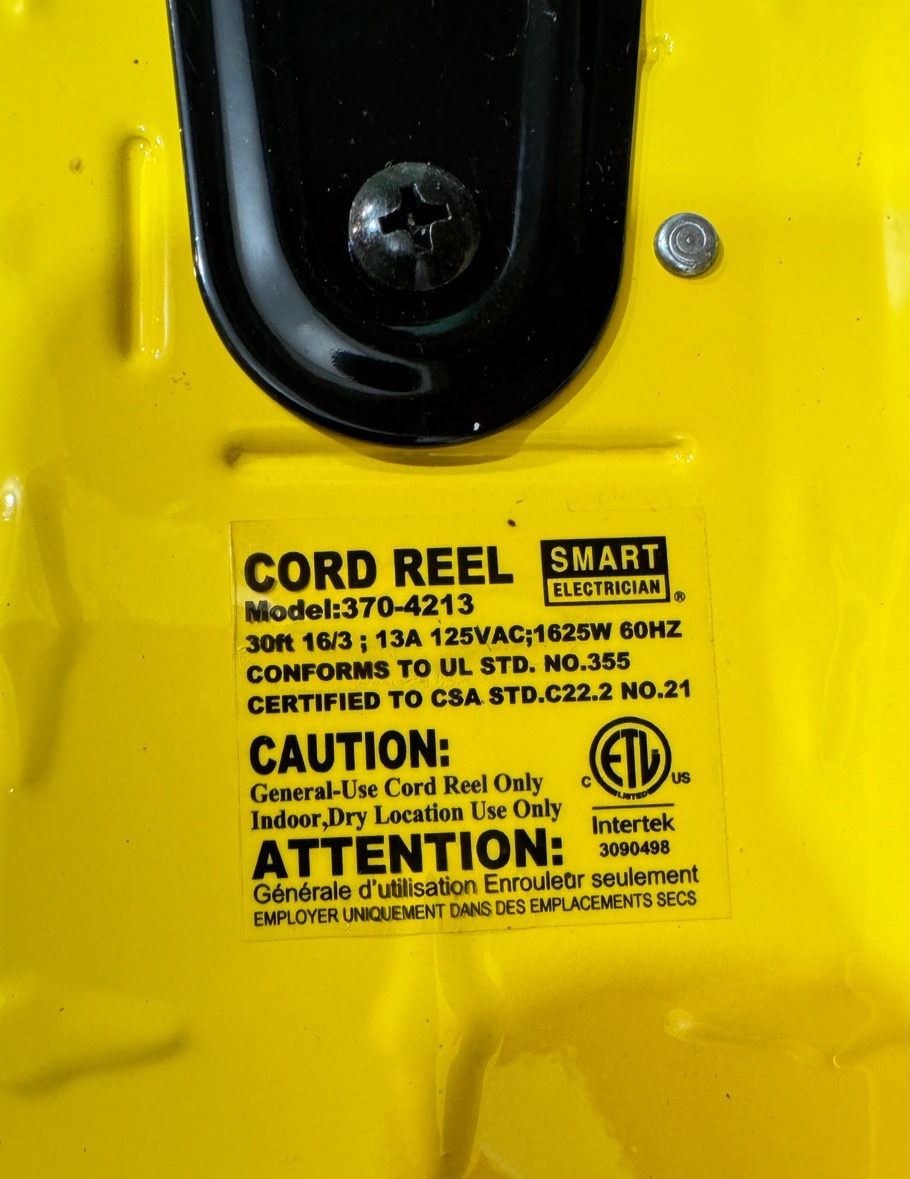 CORD REEL
SMART
ELECTRICIAN
®
Model:370-4213
30ft 16/3 ; 13A 125VAC;1625W 60HZ
CONFORMS TO UL STD. NO.355
CERTIFIED TO CSA STD.C22.2 NO.21
CAUTION:
General-Use Cord Reel Only
Indoor,Dry Location Use Only
ETL
LISTED
C US
Intertek
3090498
ATTENTION:
Générale d'utilisation Enrouleur seulement
EMPLOYER UNIQUEMENT DANS DES EMPLACEMENTS SECS